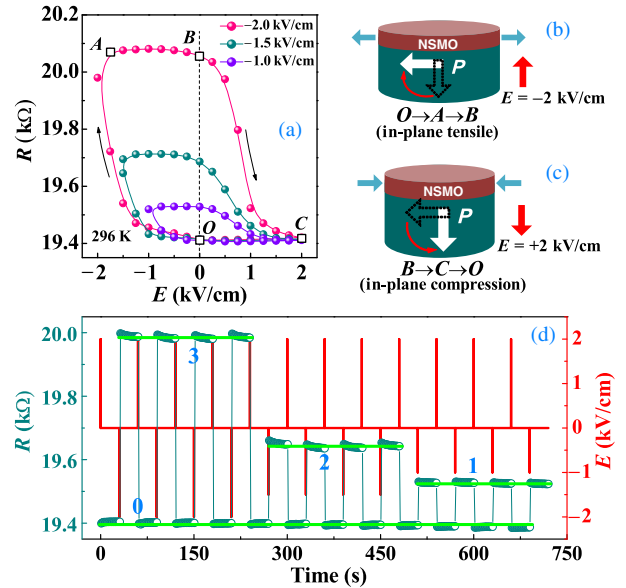 20.0
19.8
19.6
19.4
R (kΩ)
A
B
−2.0 kV/cm
−1.5 kV/cm
−1.0 kV/cm
(a)
O
C
296 K
−2 −1 0 1 2
E (kV/cm)
(b)
NSMO
P
E = −2 kV/cm
O→A→B
(in-plane tensile)
(c)
NSMO
P
E = +2 kV/cm
B→C→O
(in-plane compression)
(d)
20.0
19.8
19.6
19.4
R (kΩ)
3
2
1
0
2
1
0
−1
−2
E (kV/cm)
0 150 300 450 600 750
Time (s)